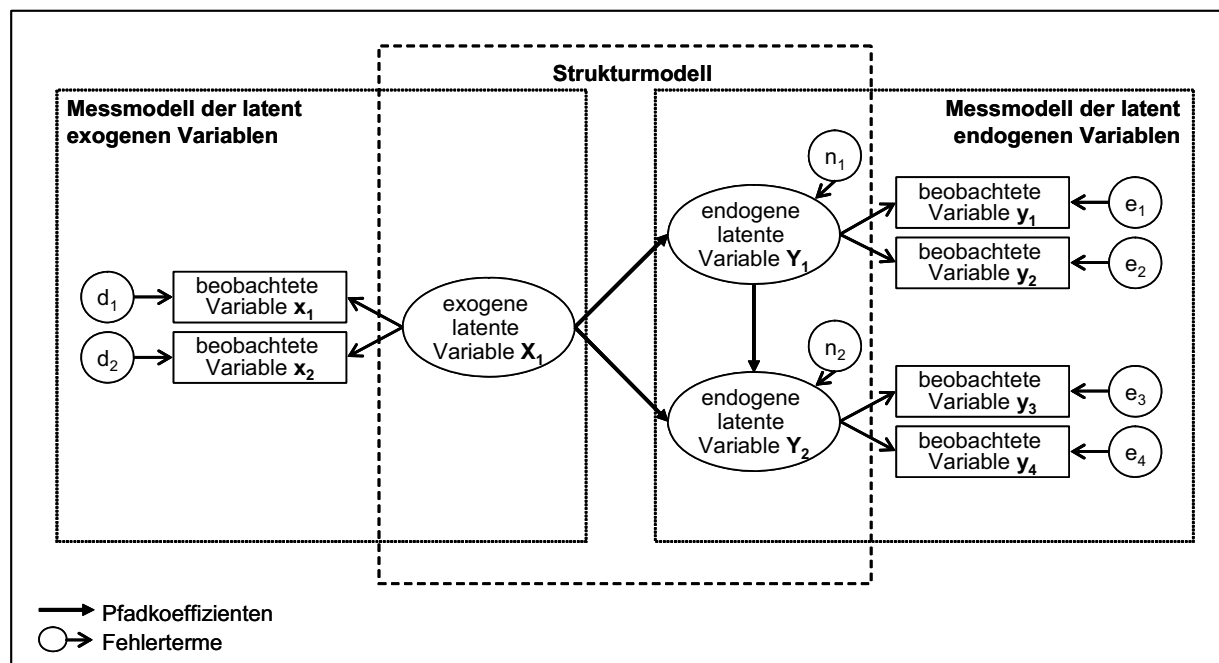 Strukturmodell
Messmodell der latent
exogenen Variablen
Messmodell der latent
endogenen Variablen
n1
endogene
latente
Variable Y1
beobachtete
Variable y1
e1
beobachtete
Variable y2
e2
d1
beobachtete
Variable x1
d2
beobachtete
Variable x2
exogene
latente
Variable X1
n2
endogene
latente
Variable Y2
beobachtete
Variable y3
e3
beobachtete
Variable y4
e4
Pfadkoeffizienten
Fehlerterme